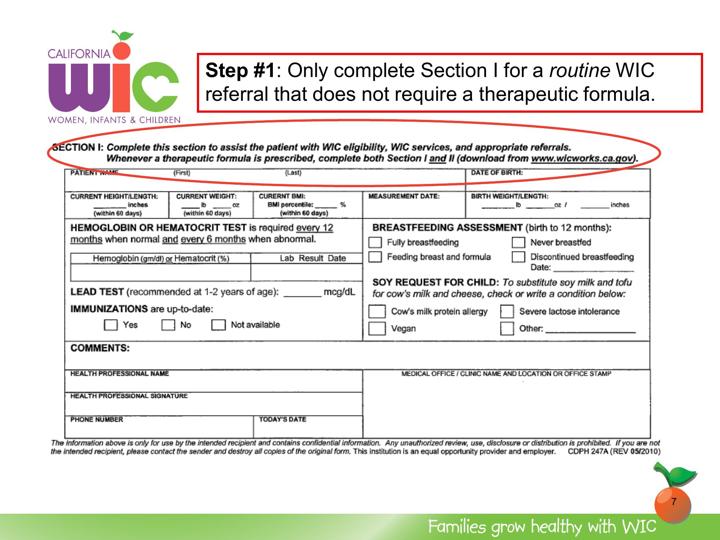 CALIFORNIA
wic
WOMEN, INFANTS & CHILDREN
Step #1: Only complete Section I for a routine WIC
referral that does not require a therapeutic formula.
SECTION I: Complete this section to assist the patient with WIC eligibility, WIC services, and appropriate referrals.
Whenever a therapeutic formula is prescribed, complete both Section I and II (download from www.wicworks.ca.gov).
PATIENT NAME (First) (Last) DATE OF BIRTH:
CURRENT HEIGHT/LENGTH: CURRENT WEIGHT: CURERNT BMI: MEASUREMENT DATE: BIRTH WEIGHT/LENGTH:
______ inches ____ lb ____ oz BMI percentile: _____ % _____ lb _____ oz / _____ inches
(within 60 days) (within 60 days) (within 60 days)
HEMOGLOBIN OR HEMATOCRIT TEST is required every 12
months when normal and every 6 months when abnormal.
Hemoglobin (gm/dl) or Hematocrit (%) Lab Result Date
LEAD TEST (recommended at 1-2 years of age): _______ mcg/dL
IMMUNIZATIONS are up-to-date:
Yes No Not available
BREASTFEEDING ASSESSMENT (birth to 12 months):
Fully breastfeeding Never breastfed
Feeding breast and formula Discontinued breastfeeding
Date: _______________
SOY REQUEST FOR CHILD: To substitute soy milk and tofu
for cow's milk and cheese, check or write a condition below:
Cow's milk protein allergy Severe lactose intolerance
Vegan Other: _________________
COMMENTS:
HEALTH PROFESSIONAL NAME MEDICAL OFFICE / CLINIC NAME AND LOCATION OR OFFICE STAMP
HEALTH PROFESSIONAL SIGNATURE
PHONE NUMBER TODAY'S DATE
The information above is only for use by the intended recipient and contains confidential information. Any unauthorized review, use, disclosure or distribution is prohibited. If you are not
the intended recipient, please contact the sender and destroy all copies of the original form. This institution is an equal opportunity provider and employer. CDPH 247A (REV 05/2010)
7
Families grow healthy with WIC